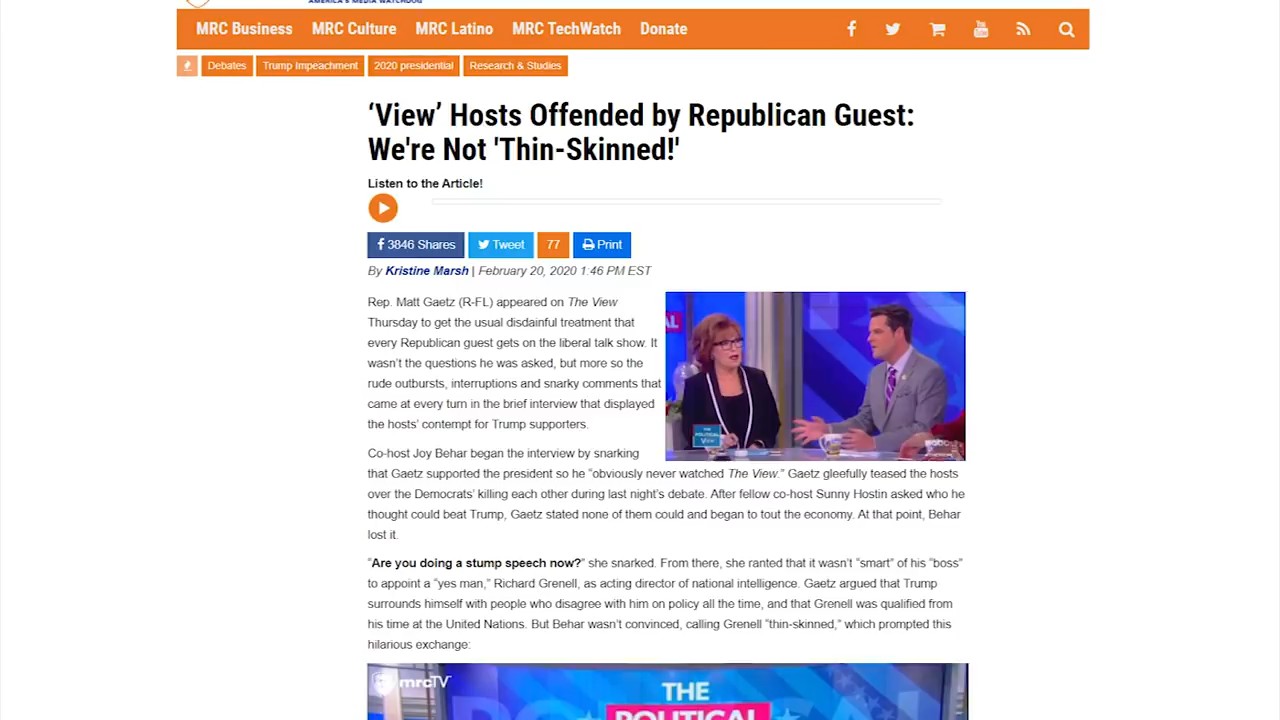 AMERICA'S MEDIA WATCHDOG
MRC Business MRC Culture MRC Latino MRC TechWatch Donate
Debates Trump Impeachment 2020 presidential Research & Studies
‘View’ Hosts Offended by Republican Guest:
We're Not 'Thin-Skinned!'
Listen to the Article!
3846 Shares Tweet 77 Print
By Kristine Marsh | February 20, 2020 1:46 PM EST
Rep. Matt Gaetz (R-FL) appeared on The View
Thursday to get the usual disdainful treatment that
every Republican guest gets on the liberal talk show. It
wasn’t the questions he was asked, but more so the
rude outbursts, interruptions and snarky comments that
came at every turn in the brief interview that displayed
the hosts’ contempt for Trump supporters.
THE
POLITICAL
View
Co-host Joy Behar began the interview by snarking
that Gaetz supported the president so he “obviously never watched The View.” Gaetz gleefully teased the hosts
over the Democrats’ killing each other during last night’s debate. After fellow co-host Sunny Hostin asked who he
thought could beat Trump, Gaetz stated none of them could and began to tout the economy. At that point, Behar
lost it.
“Are you doing a stump speech now?” she snarked. From there, she ranted that it wasn’t “smart” of his “boss”
to appoint a “yes man,” Richard Grenell, as acting director of national intelligence. Gaetz argued that Trump
surrounds himself with people who disagree with him on policy all the time, and that Grenell was qualified from
his time at the United Nations. But Behar wasn’t convinced, calling Grenell “thin-skinned,” which prompted this
hilarious exchange:
mrcTV
THE
POLITICAL